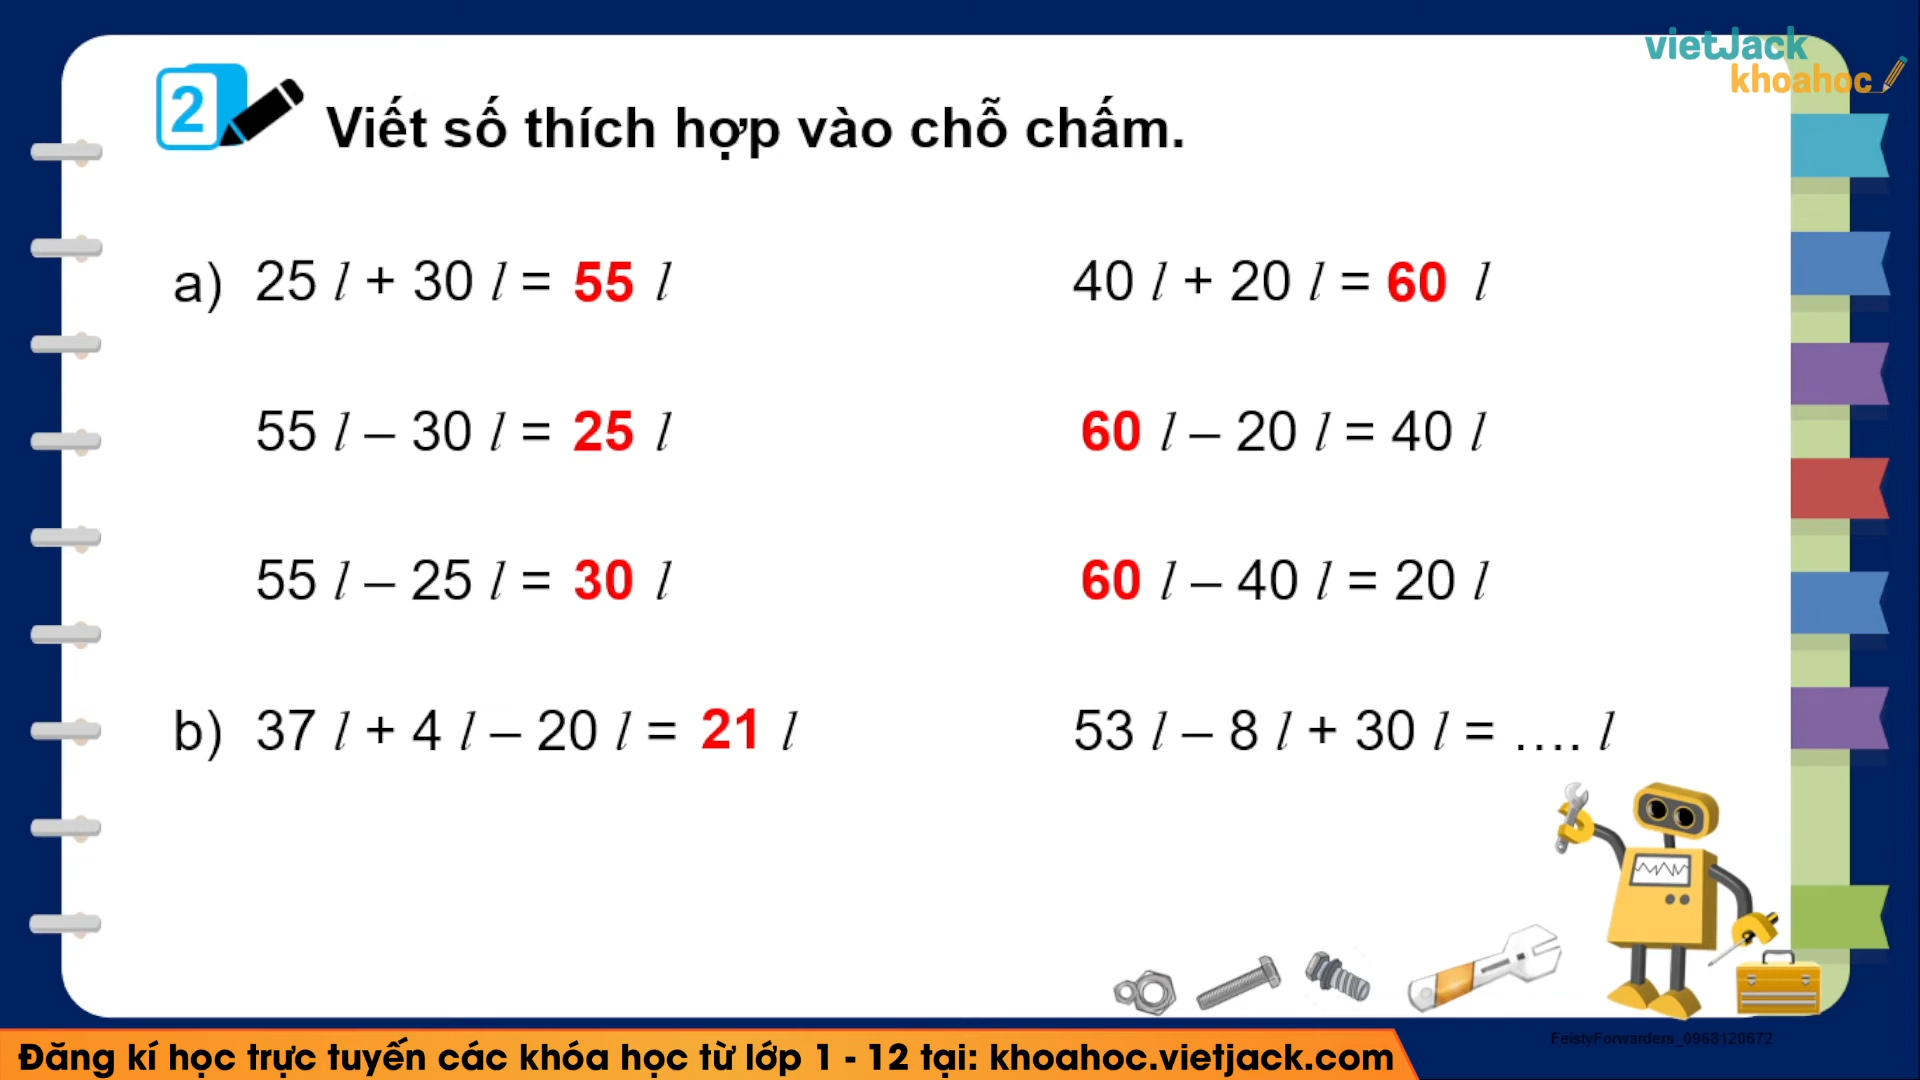 vietJack
khoahoc
2 Viết số thích hợp vào chỗ chấm.
a) 25 l + 30 l = 55 l
40 l + 20 l = 60 l
55 l – 30 l = 25 l
60 l – 20 l = 40 l
55 l – 25 l = 30 l
60 l – 40 l = 20 l
b) 37 l + 4 l – 20 l = 21 l
53 l – 8 l + 30 l = .... l
FeistyForwarders_0968120672
Đăng kí học trực tuyến các khóa học từ lớp 1 - 12 tại: khoahoc.vietjack.com